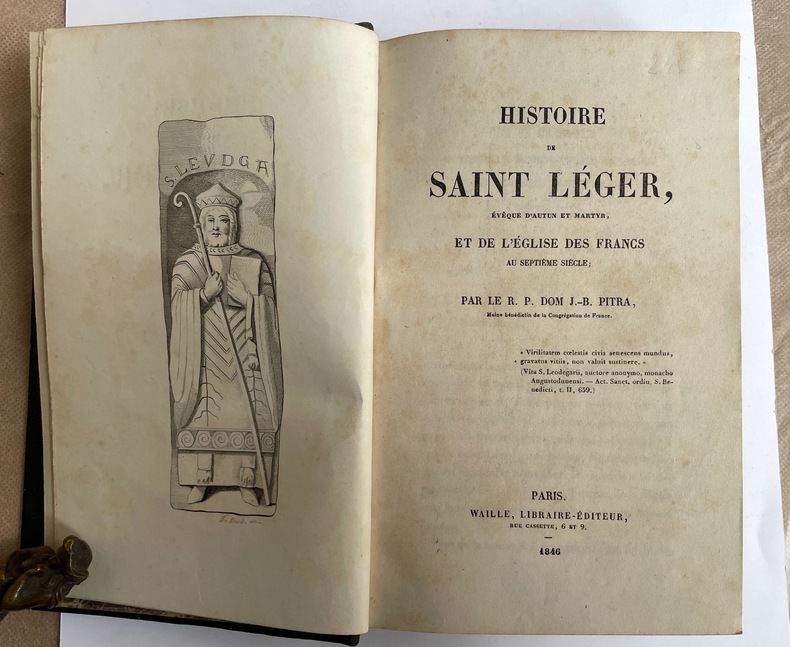 S. LEVDGA
HISTOIRE
DE
SAINT LÉGER,
ÉVÊQUE D'AUTUN ET MARTYR,
ET DE L'ÉGLISE DES FRANCS
AU SEPTIÈME SIÈCLE;
PAR LE R. P. DOM J.-B. PITRA,
Moine bénédictin de la Congrégation de France.
« Virilitatem cœlestis civis senescens mundus,
« gravatus vitiis, non valuit sustinere. »
(Vita S. Leodegarii, auctore anonymo, monacho
Augustodunensi. — Act. Sanct. ordin. S. Be-
nedicti, t. II, 659.)
PARIS.
WAILLE, LIBRAIRE-ÉDITEUR,
RUE CASSETTE, 6 ET 9.
1846